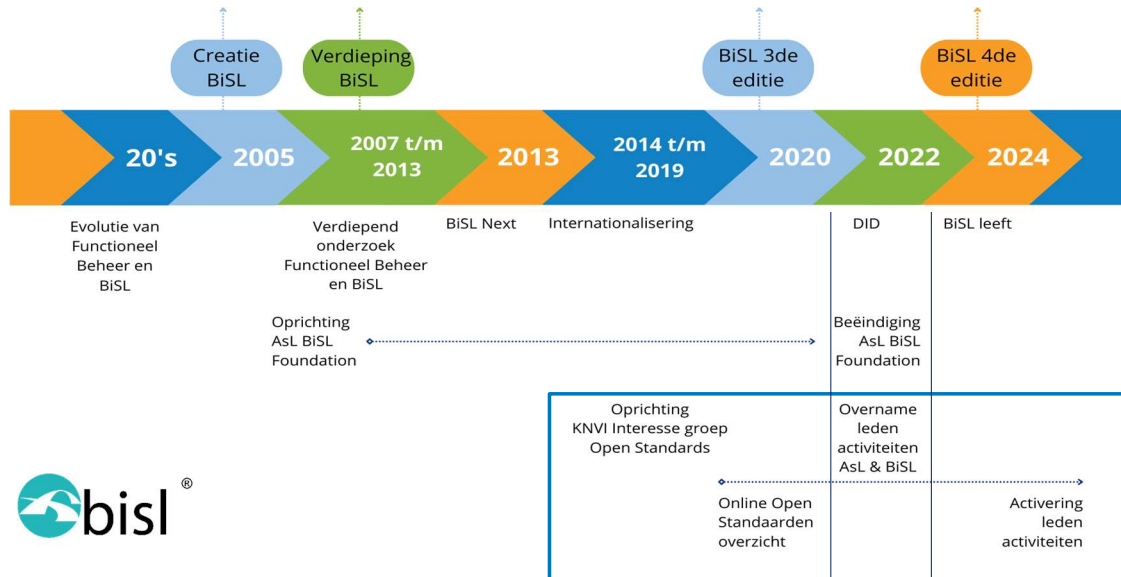 Creatie
BiSL
Verdieping
BiSL
BiSL 3de
editie
BiSL 4de
editie
20's
2005
2007 t/m
2013
2013
2014 t/m
2019
2020
2022
2024
Evolutie van
Functioneel
Beheer en
BiSL
Verdiepend
onderzoek
Functioneel Beheer
en BiSL
BiSL Next
Internationalisering
DID
BiSL leeft
Oprichting
AsL BiSL
Foundation
Beëindiging
AsL BiSL
Foundation
Oprichting
KNVI Interesse groep
Open Standards
Overname
leden
activiteiten
AsL & BiSL
Online Open
Standaarden
overzicht
Activering
leden
activiteiten
bisl ®